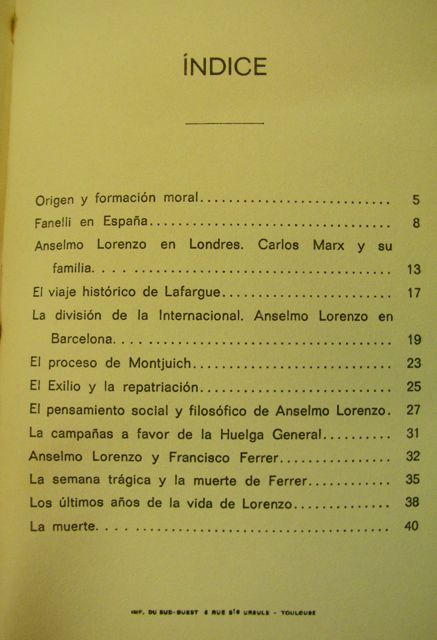 ÍNDICE
Origen y formación moral........................... 5
Fanelli en España.............................. 8
Anselmo Lorenzo en Londres. Carlos Marx y su
familia. . . ................................. 13
El viaje histórico de Lafargue...................... 17
La división de la Internacional. Anselmo Lorenzo en
Barcelona. . . ............................... 19
El proceso de Montjuich......................... 23
El Exilio y la repatriación........................ 25
El pensamiento social y filosófico de Anselmo Lorenzo. 27
La campañas a favor de la Huelga General.......... 31
Anselmo Lorenzo y Francisco Ferrer............... 32
La semana trágica y la muerte de Ferrer........... 35
Los últimos años de la vida de Lorenzo............. 38
La muerte. . . ................................. 40
IMP. DU SUD-OUEST 6 RUE Ste URSULE - TOULOUSE